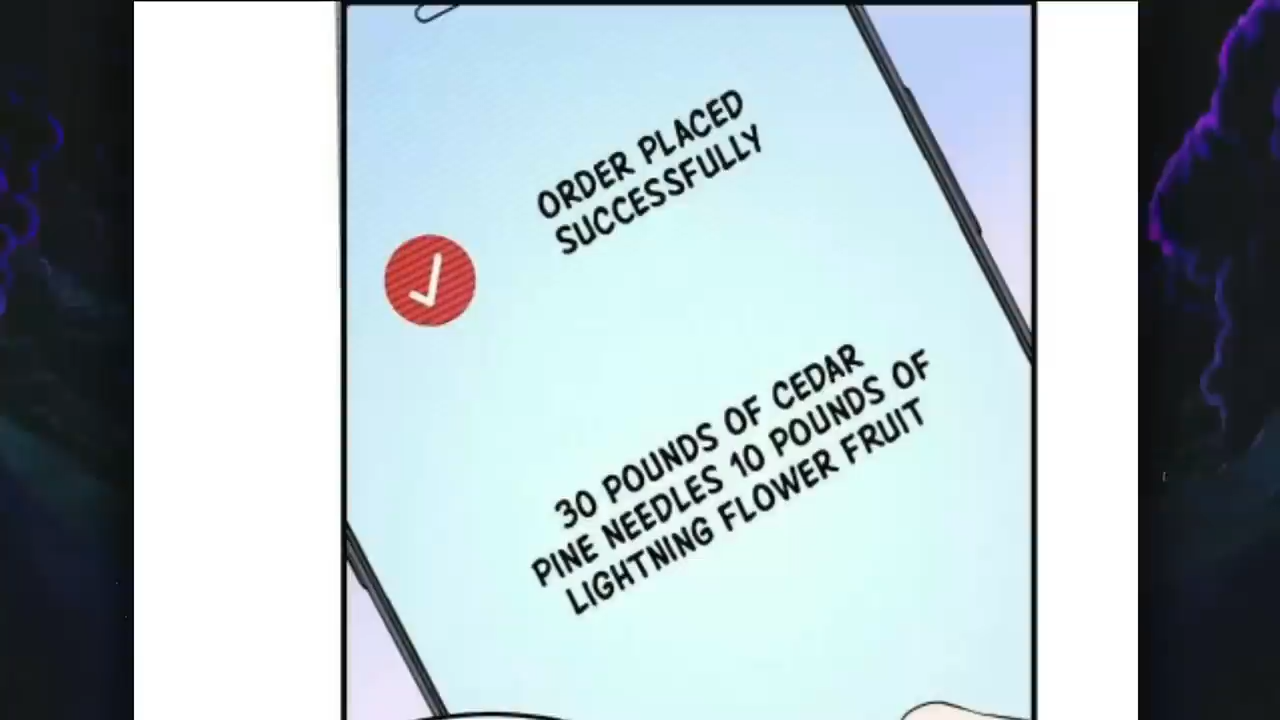 ORDER PLACED
SUCCESSFULLY
30 POUNDS OF CEDAR
PINE NEEDLES 10 POUNDS OF
LIGHTNING FLOWER FRUIT